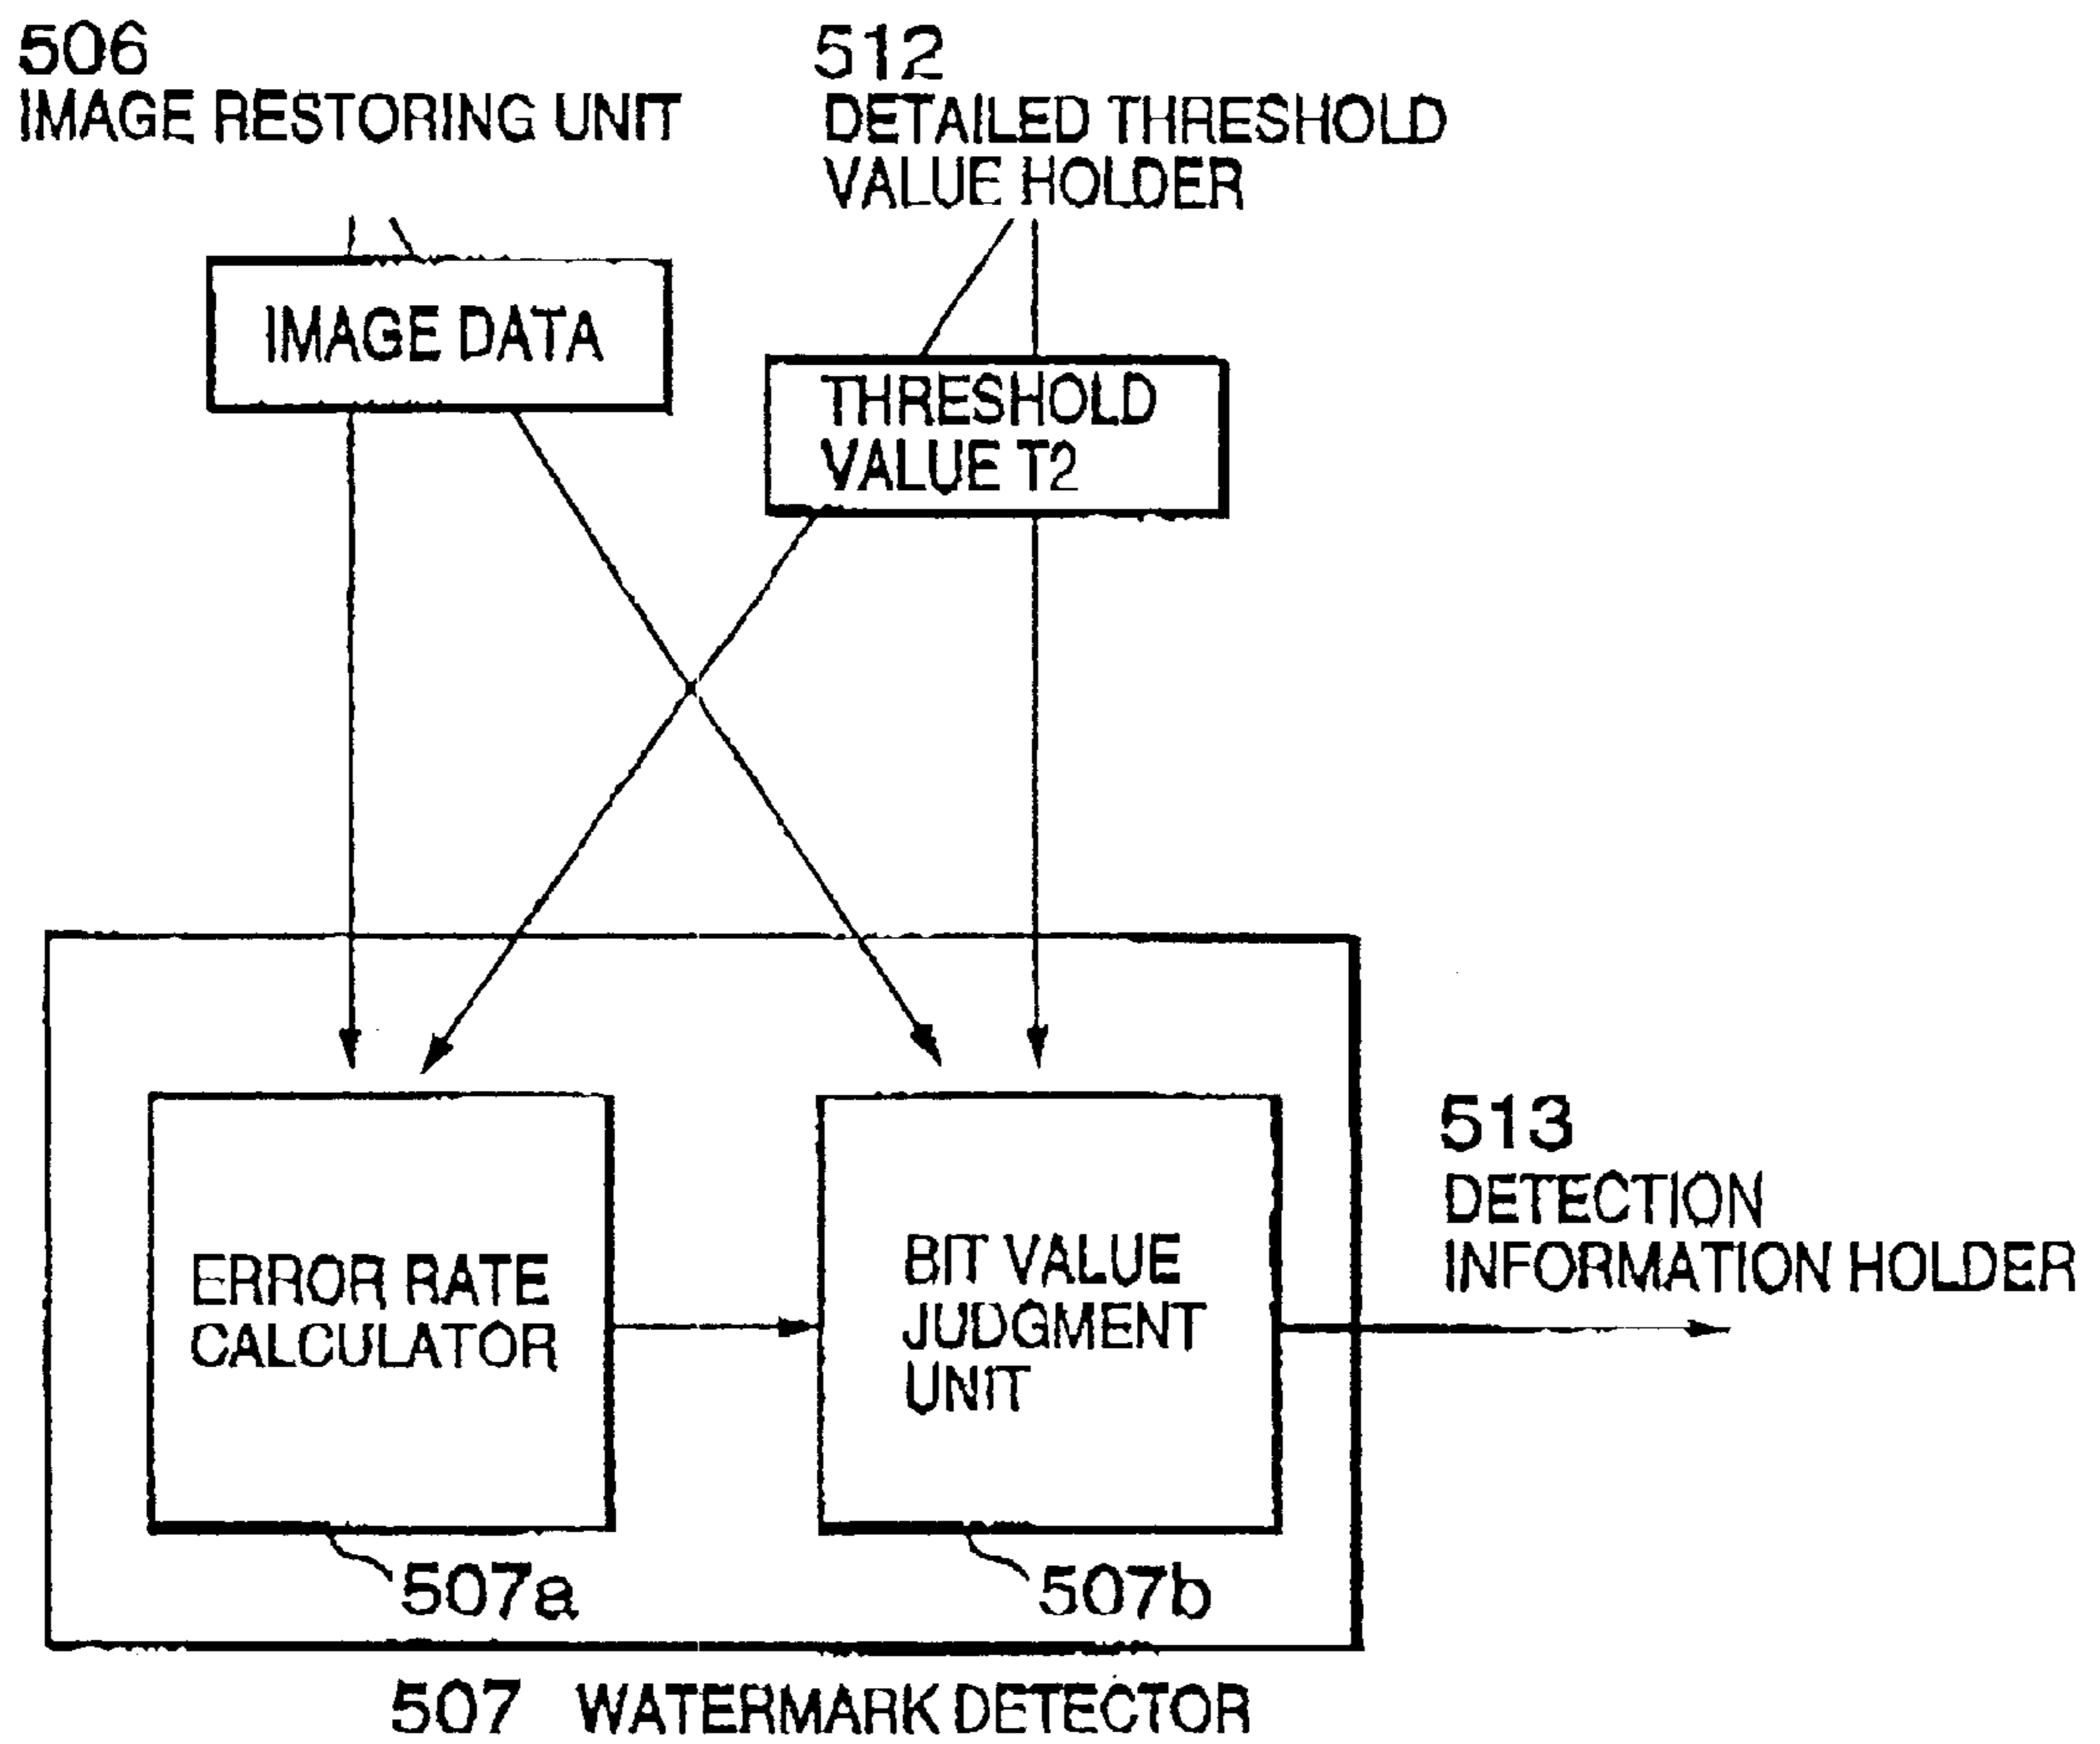 506
IMAGE RESTORING UNIT
512
DETAILED THRESHOLD
VALUE HOLDER
IMAGE DATA
THRESHOLD
VALUE T2
ERROR RATE
CALCULATOR
BIT VALUE
JUDGMENT
UNIT
513
DETECTION
INFORMATION HOLDER
507a
507b
507 WATERMARK DETECTOR